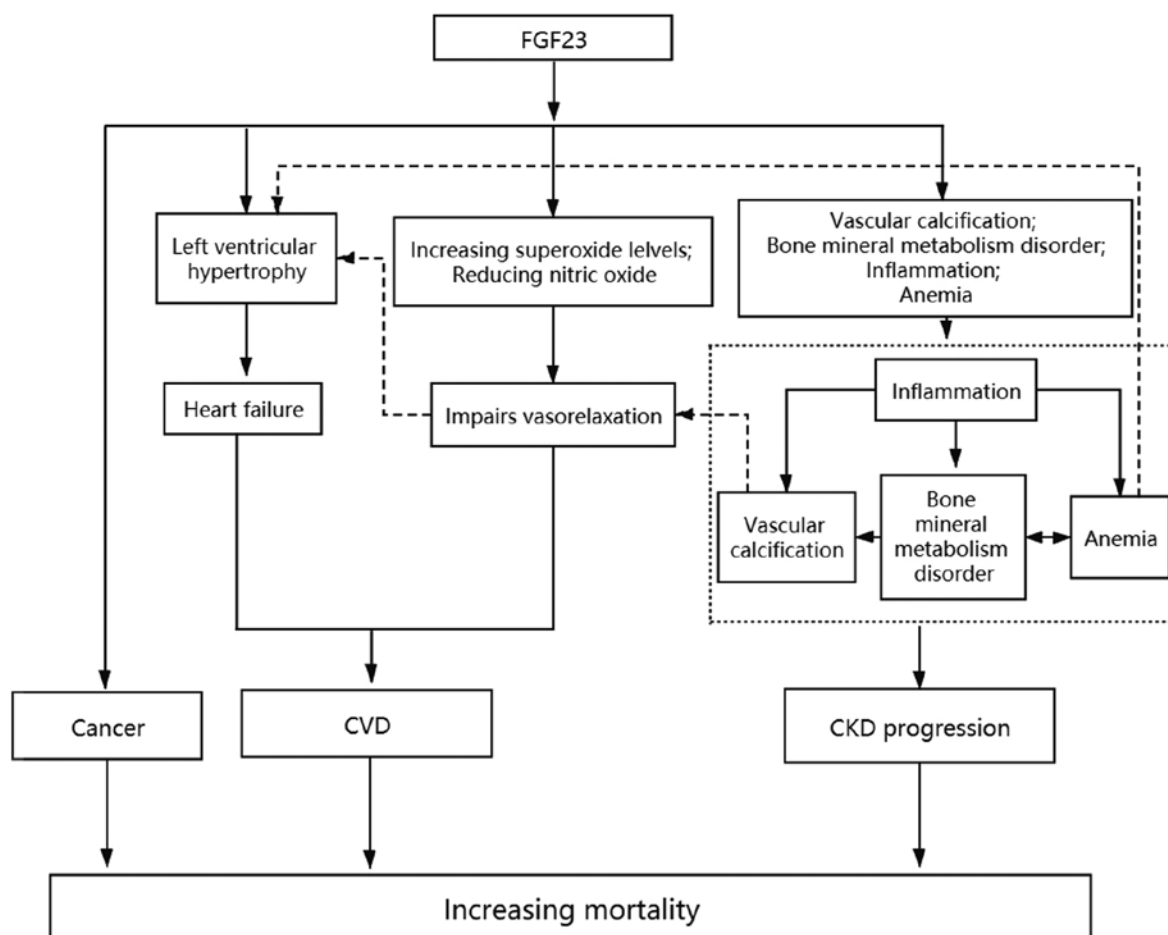 FGF23
Left ventricular
hypertrophy
Increasing superoxide lelvels;
Reducing nitric oxide
Vascular calcification;
Bone mineral metabolism disorder;
Inflammation;
Anemia
Heart failure
Impairs vasorelaxation
Inflammation
Vascular
calcification
Bone
mineral
metabolism
disorder
Anemia
Cancer
CVD
CKD progression
Increasing mortality